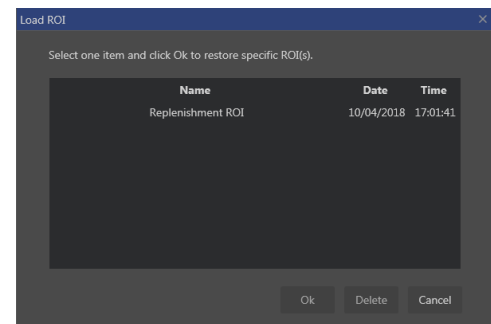 Load ROI
Select one item and click Ok to restore specific ROI(s).
Name Date Time
Replenishment ROI 10/04/2018 17:01:41
Ok Delete Cancel